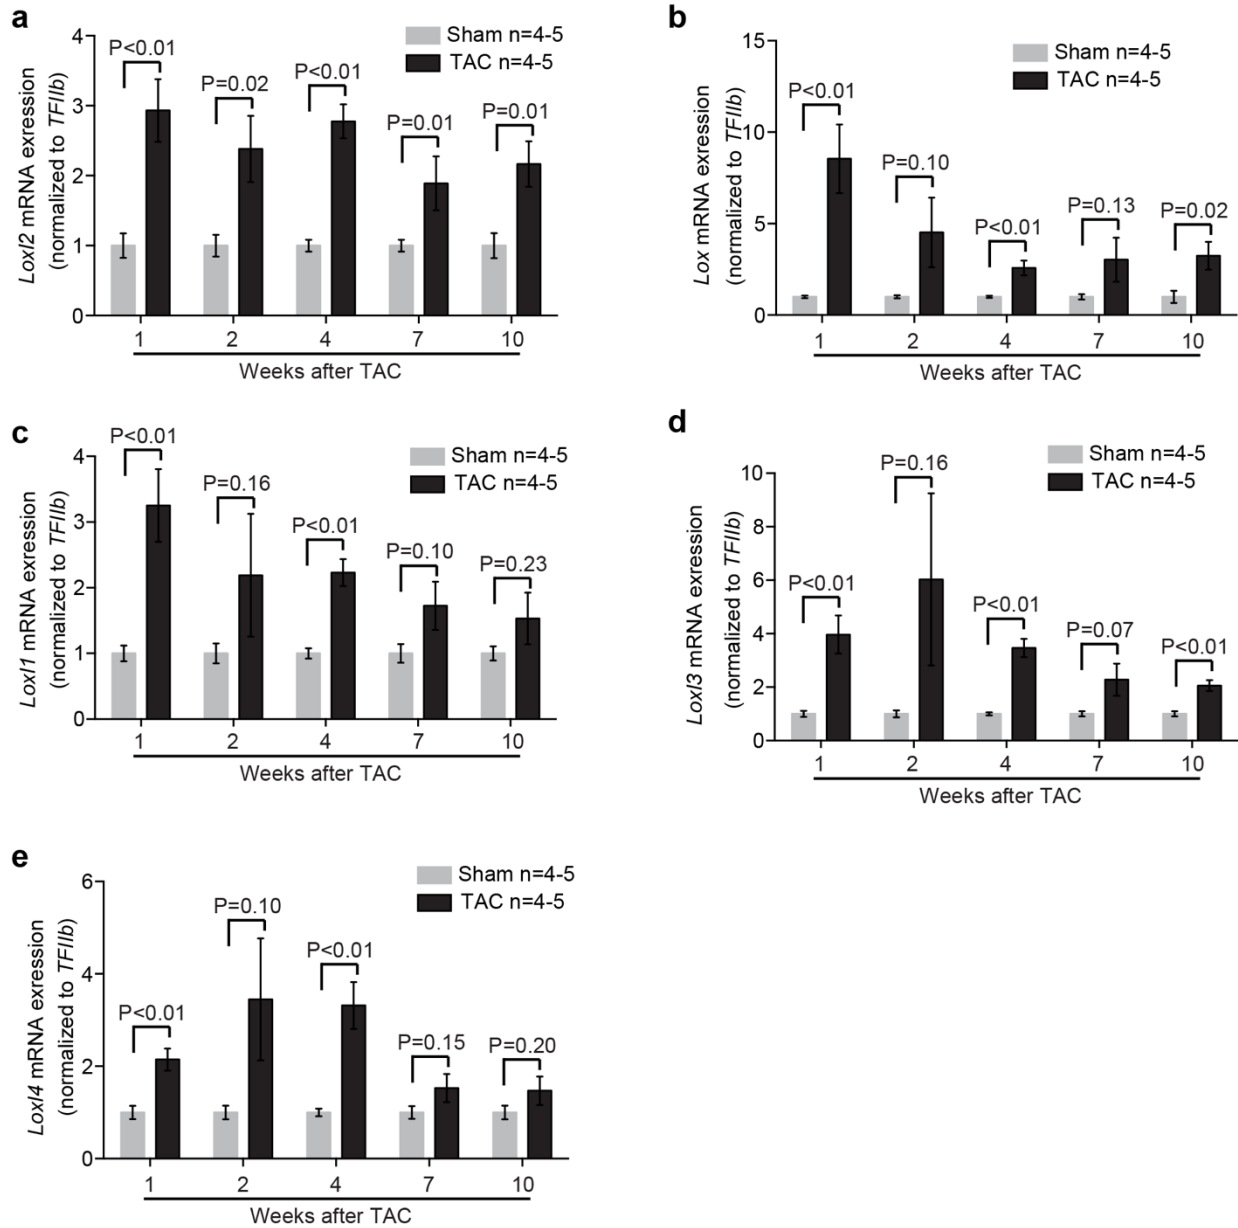 a
Loxl2 mRNA exression
(normalized to TFIIb)
4
3
2
1
0
Sham n=4-5
TAC n=4-5
P<0.01
P=0.02
P<0.01
P=0.01
P=0.01
1 2 4 7 10
Weeks after TAC
b
Lox mRNA exression
(normalized to TFIIb)
15
10
5
0
Sham n=4-5
TAC n=4-5
P<0.01
P=0.10
P<0.01
P=0.13
P=0.02
1 2 4 7 10
Weeks after TAC
c
Loxl1 mRNA exression
(normalized to TFIIb)
4
3
2
1
0
Sham n=4-5
TAC n=4-5
P<0.01
P=0.16
P<0.01
P=0.10
P=0.23
1 2 4 7 10
Weeks after TAC
d
Loxl3 mRNA exression
(normalized to TFIIb)
10
8
6
4
2
0
Sham n=4-5
TAC n=4-5
P<0.01
P=0.16
P<0.01
P=0.07
P<0.01
1 2 4 7 10
Weeks after TAC
e
Loxl4 mRNA exression
(normalized to TFIIb)
6
4
2
0
Sham n=4-5
TAC n=4-5
P<0.01
P=0.10
P<0.01
P=0.15
P=0.20
1 2 4 7 10
Weeks after TAC